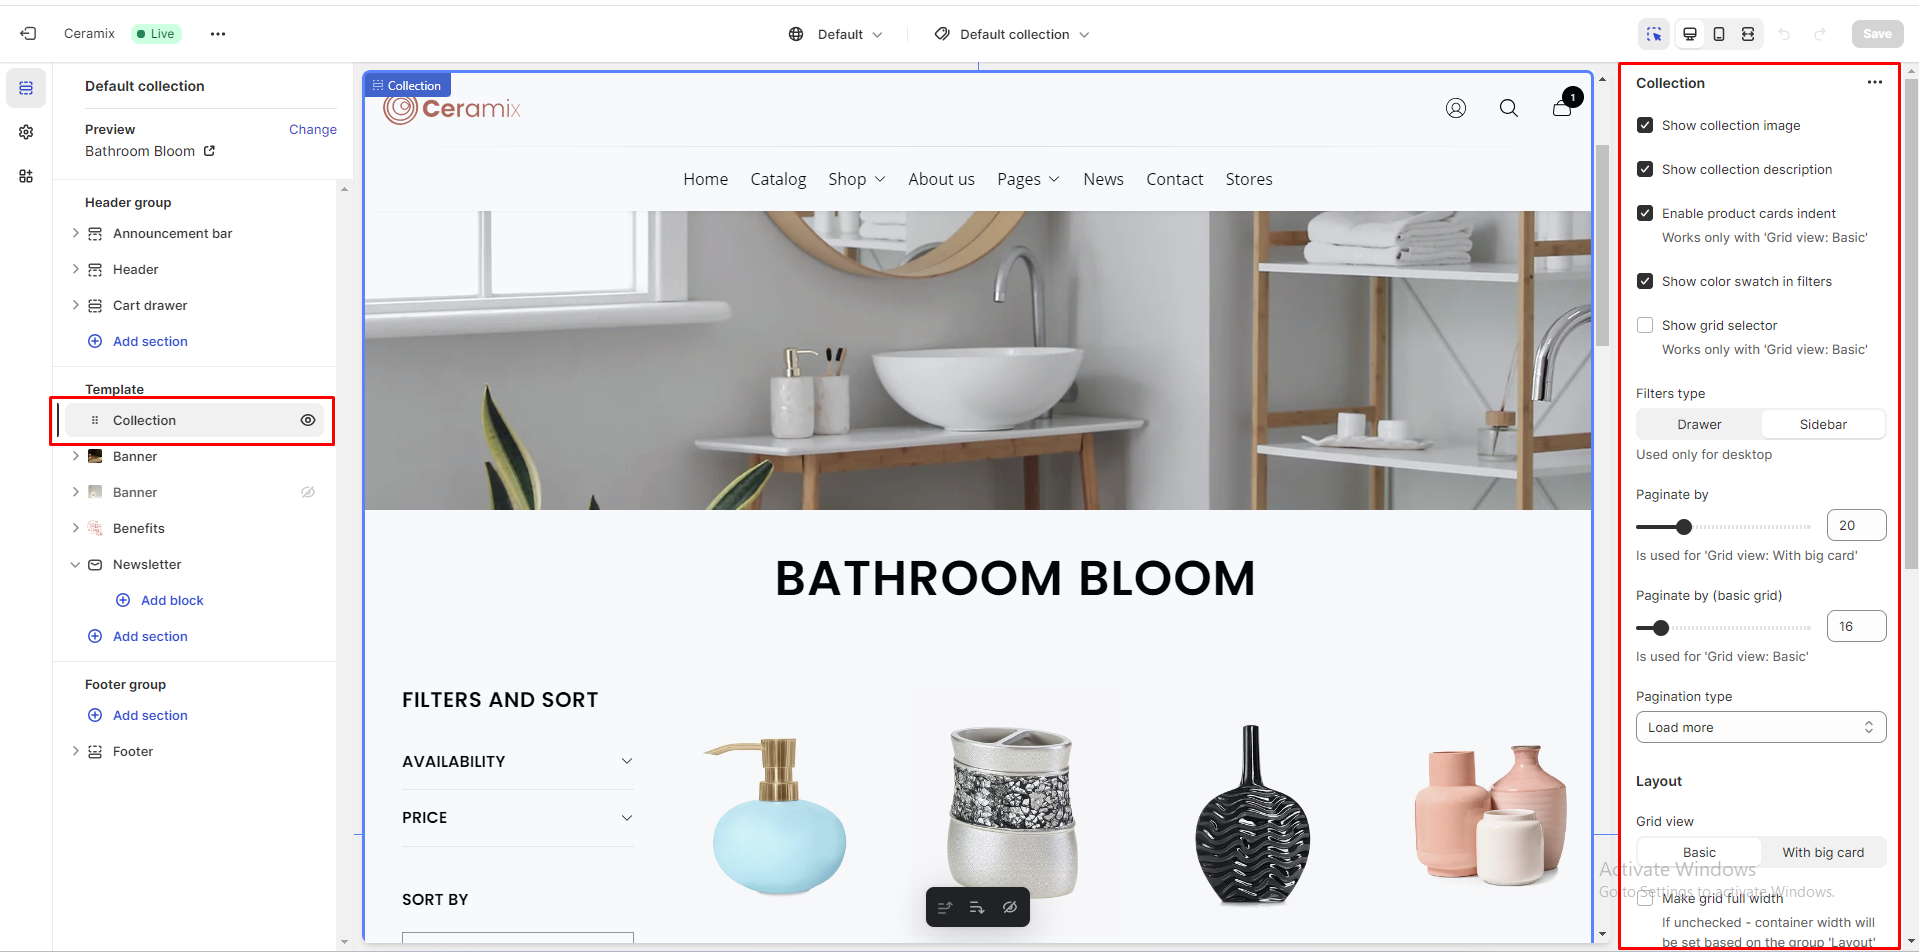 Ceramix
Live
Default
Default collection
Save
Default collection
Preview
Change
Bathroom Bloom
Header group
Announcement bar
Header
Cart drawer
Add section
Template
Collection
Banner
Banner
Benefits
Newsletter
Add block
Add section
Footer group
Add section
Footer
Collection
Ceramix
1
Home
Catalog
Shop
About us
Pages
News
Contact
Stores
BATHROOM BLOOM
FILTERS AND SORT
AVAILABILITY
PRICE
SORT BY
Collection
Show collection image
Show collection description
Enable product cards indent
Works only with 'Grid view: Basic'
Show color swatch in filters
Show grid selector
Works only with 'Grid view: Basic'
Filters type
Drawer
Sidebar
Used only for desktop
Paginate by
20
Is used for 'Grid view: With big card'
Paginate by (basic grid)
16
Is used for 'Grid view: Basic'
Pagination type
Load more
Layout
Grid view
Basic
With big card
Activate Windows
Go to Settings to activate Windows.
Make grid full width
If unchecked - container width will
be set based on the group 'Layout'